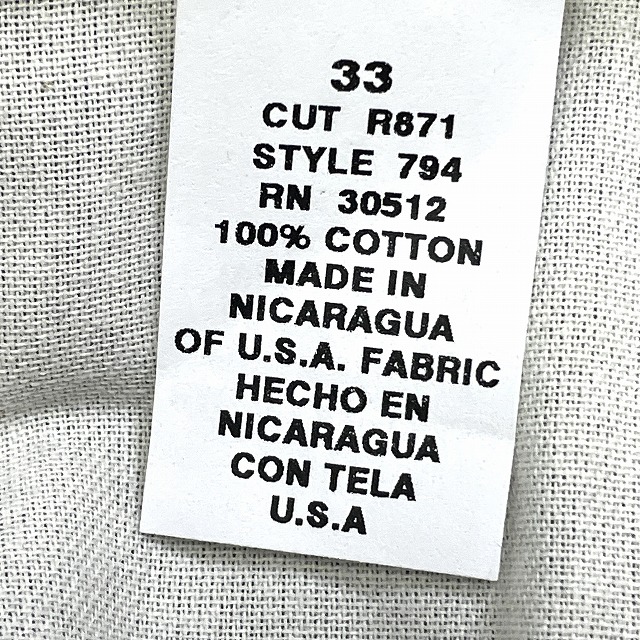 33
CUT R871
STYLE 794
RN 30512
100% COTTON
MADE IN
NICARAGUA
OF U.S.A. FABRIC
HECHO EN
NICARAGUA
CON TELA
U.S.A